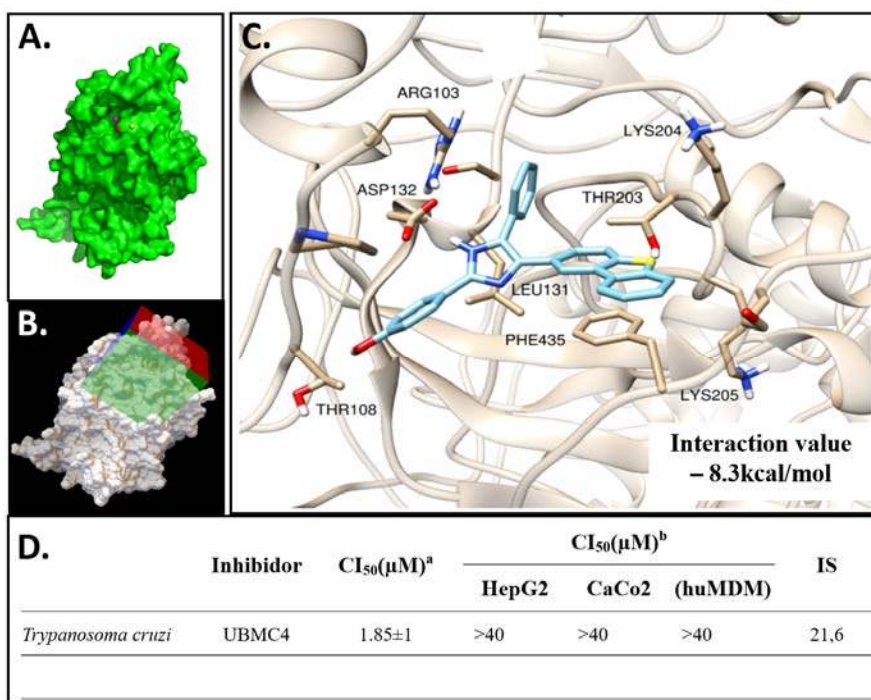 A.
B.
C.
ARG103
LYS204
ASP132
THR203
LEU131
PHE435
THR108
LYS205
Interaction value
– 8.3kcal/mol
D.
Inhibidor CI50(µM)ᵃ CI50(µM)ᵇ IS
HepG2 CaCo2 (huMDM)
Trypanosoma cruzi UBMC4 1.85±1 >40 >40 >40 21,6